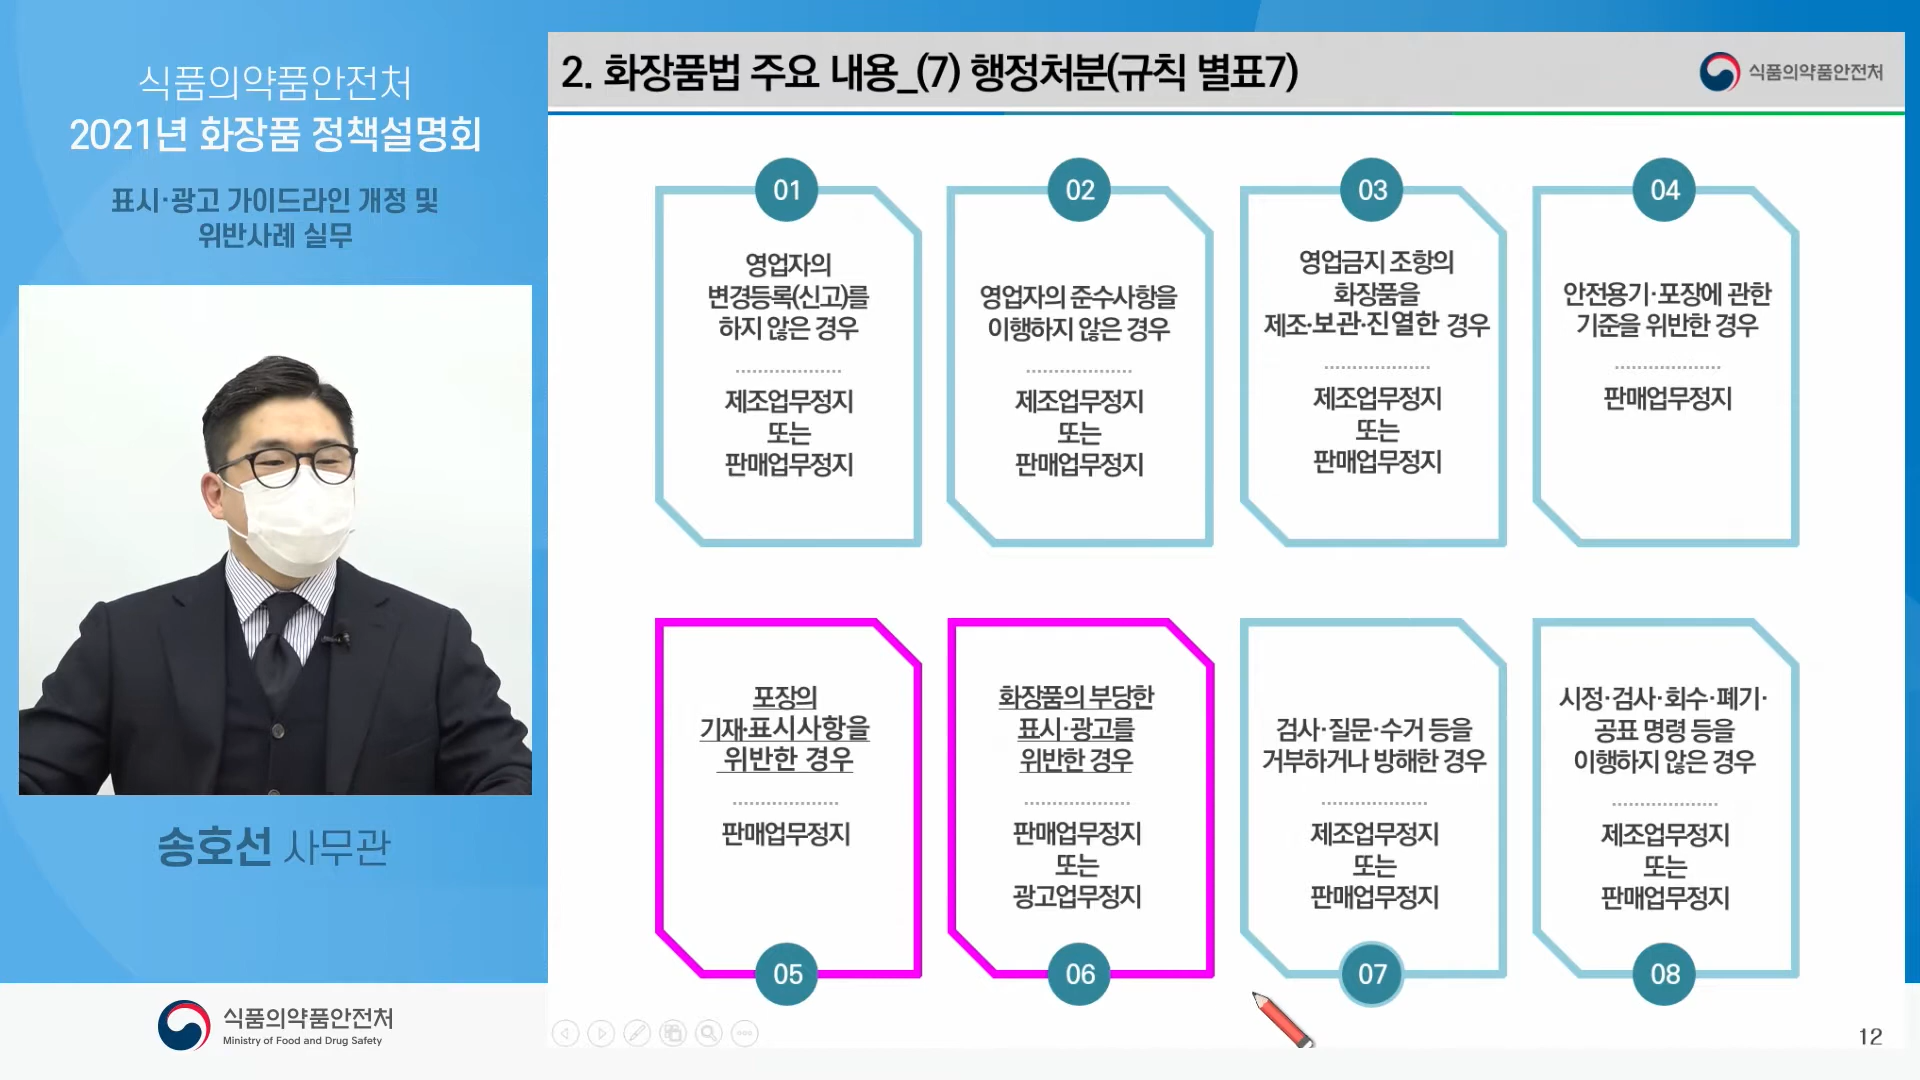 식품의약품안전처
2021년 화장품 정책설명회
표시·광고 가이드라인 개정 및
위반사례 실무
송호선 사무관
식품의약품안전처
Ministry of Food and Drug Safety
2. 화장품법 주요 내용_(7) 행정처분(규칙 별표7)
식품의약품안전처
01
영업자의
변경등록(신고)를
하지 않은 경우
제조업무정지
또는
판매업무정지
02
영업자의 준수사항을
이행하지 않은 경우
제조업무정지
또는
판매업무정지
03
영업금지 조항의
화장품을
제조·보관·진열한 경우
제조업무정지
또는
판매업무정지
04
안전용기·포장에 관한
기준을 위반한 경우
판매업무정지
포장의
기재·표시사항을
위반한 경우
판매업무정지
05
화장품의 부당한
표시·광고를
위반한 경우
판매업무정지
또는
광고업무정지
06
검사·질문·수거 등을
거부하거나 방해한 경우
제조업무정지
또는
판매업무정지
07
시정·검사·회수·폐기·
공표 명령 등을
이행하지 않은 경우
제조업무정지
또는
판매업무정지
08
12